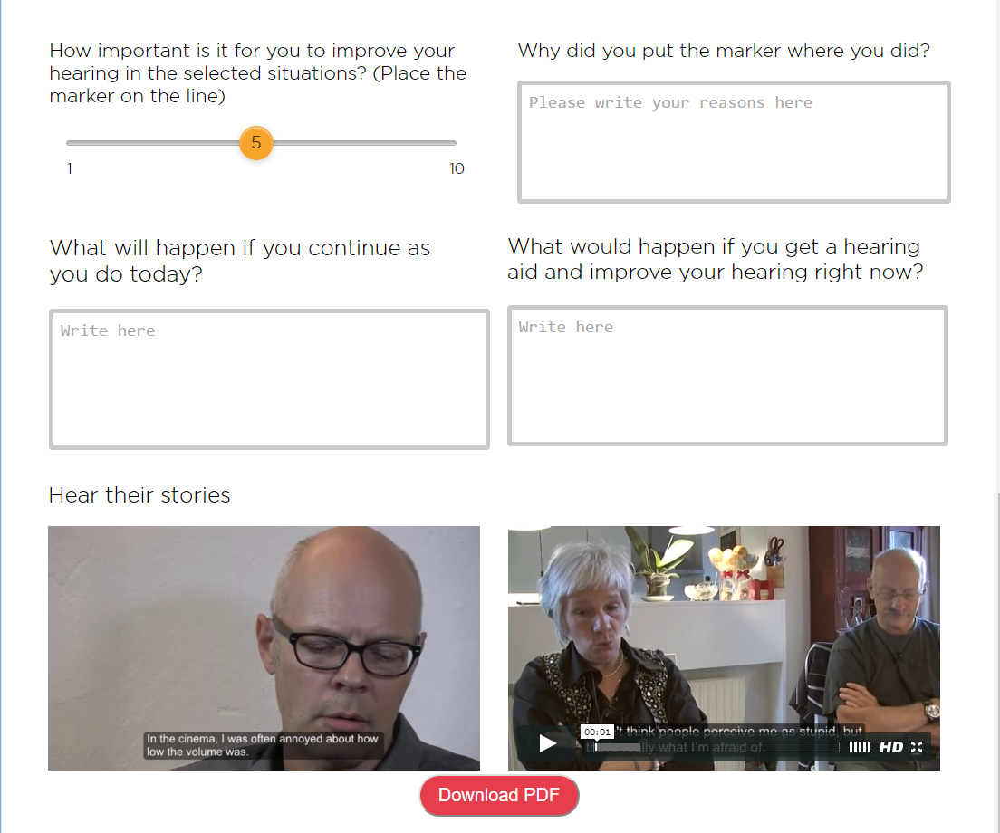 How important is it for you to improve your
hearing in the selected situations? (Place the
marker on the line)
5
1
10
Why did you put the marker where you did?
Please write your reasons here
What will happen if you continue as
you do today?
Write here
What would happen if you get a hearing
aid and improve your hearing right now?
Write here
Hear their stories
In the cinema, I was often annoyed about how
low the volume was.
00:01
't think people perceive me as stupid, but
what I'm afraid of.
HD
Download PDF